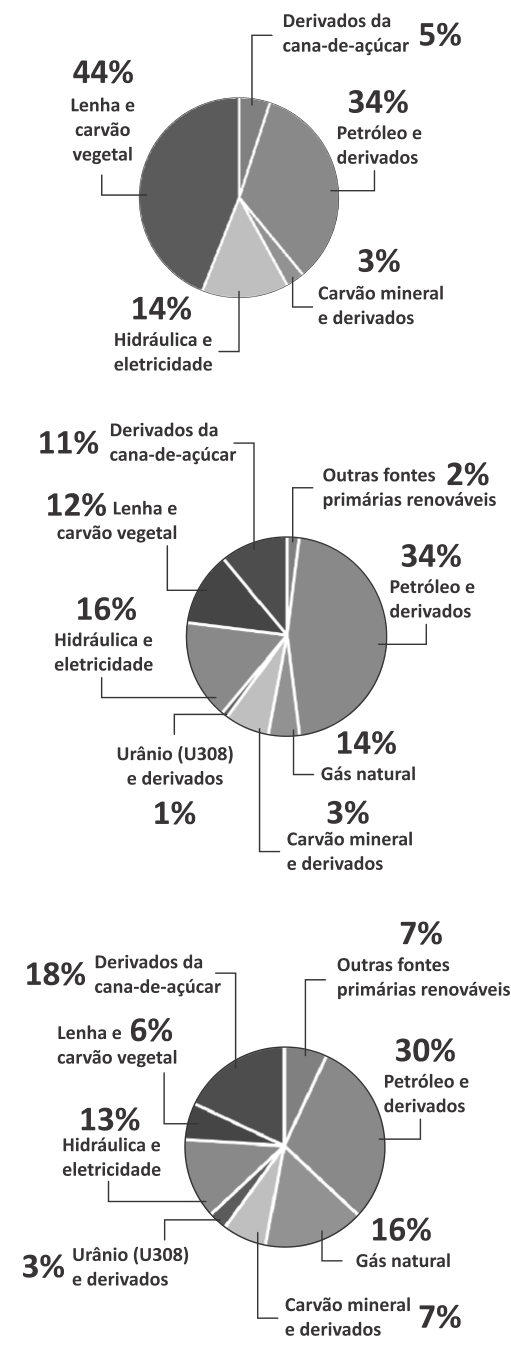 Derivados da
cana-de-açúcar 5%
44%
Lenha e
carvão
vegetal
34%
Petróleo e
derivados
3%
Carvão mineral
e derivados
14%
Hidráulica e
eletricidade
11% Derivados da
cana-de-açúcar
Outras fontes 2%
primárias renováveis
12% Lenha e
carvão vegetal
34%
Petróleo e
derivados
16%
Hidráulica e
eletricidade
14%
Gás natural
Urânio (U308)
e derivados
1%
3%
Carvão mineral
e derivados
7%
Outras fontes
primárias renováveis
18% Derivados da
cana-de-açúcar
Lenha e 6%
carvão vegetal
30%
Petróleo e
derivados
13%
Hidráulica e
eletricidade
16%
Gás natural
3% Urânio (U308)
e derivados
Carvão mineral 7%
e derivados